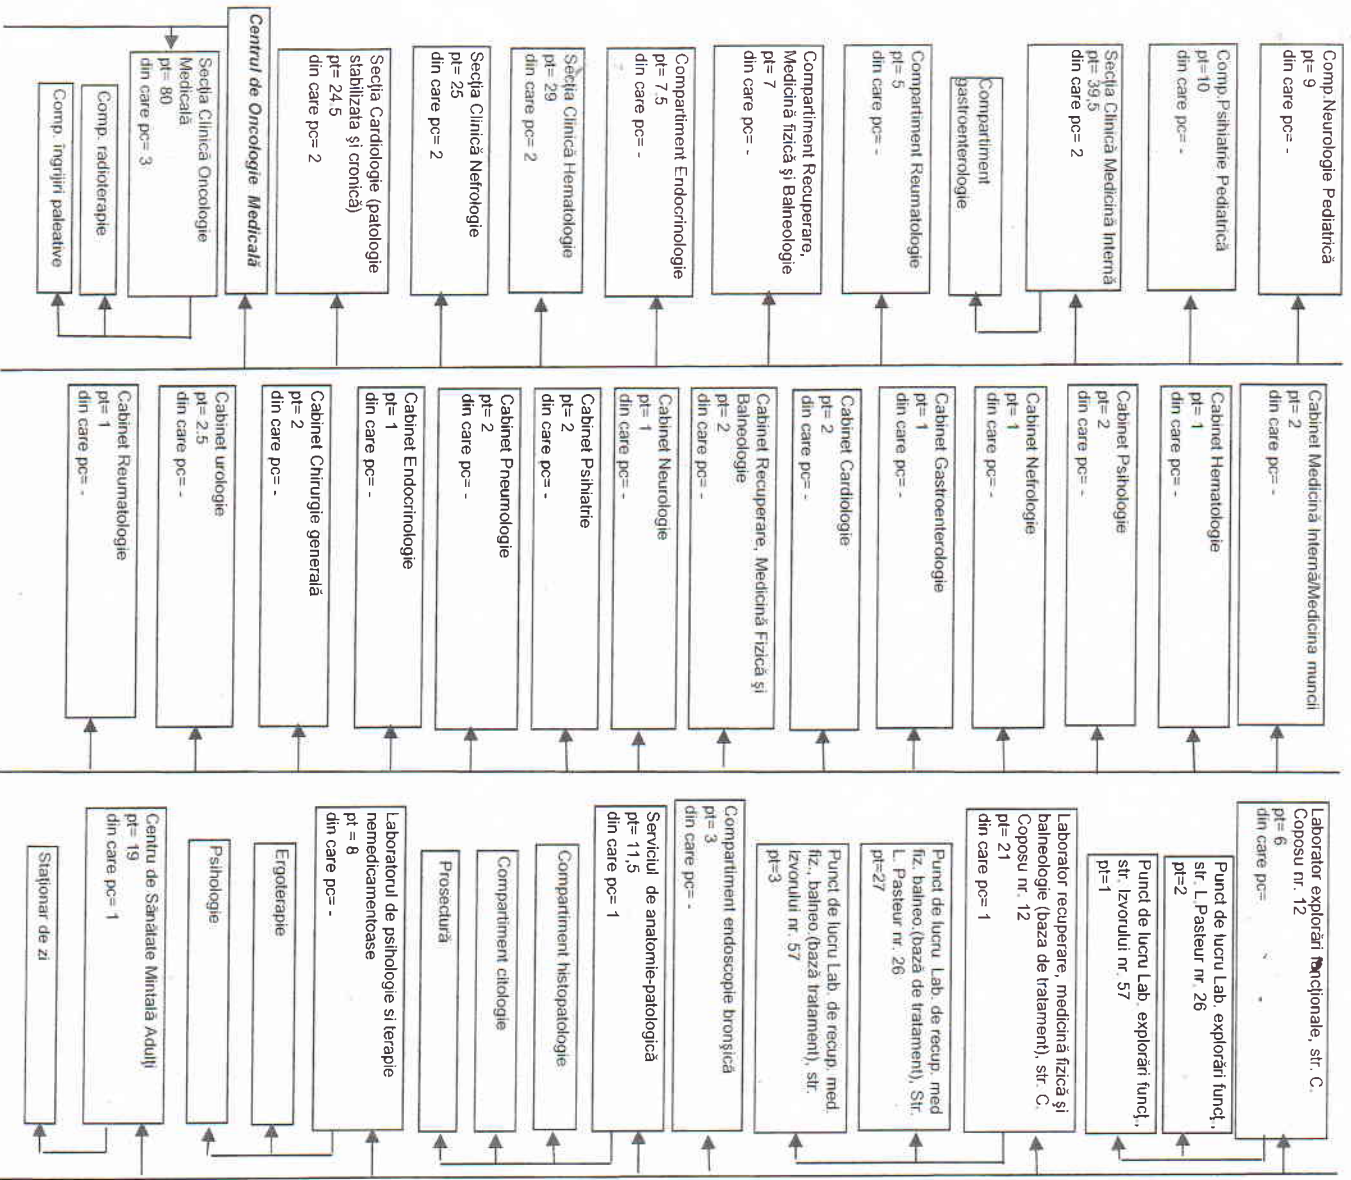 Comp.Neurologie Pediatrică
pt= 9
din care pc= -
Comp.Psihiatrie Pediatrică
pt=10
din care pc= -
Secția Clinică Medicină Internă
pt= 39,5
din care pc= 2
Compartiment
gastroenterologie
Compartiment Reumatologie
pt= 5
din care pc= -
Compartiment Recuperare,
Medicină fizică și Balneologie
pt= 7
din care pc= -
Compartiment Endocrinologie
pt= 7.5
din care pc= -
Secția Clinică Hematologie
pt= 29
din care pc= 2
Secția Clinică Nefrologie
pt= 25
din care pc= 2
Secția Cardiologie (patologie
stabilizata și cronică)
pt= 24.5
din care pc= 2
Centrul de Oncologie Medicală
Secția Clinică Oncologie
Medicală
pt= 80
din care pc= 3
Comp. radioterapie
Comp. îngrijiri paleative
Cabinet Medicină Internă/Medicina muncii
pt= 2
din care pc= -
Cabinet Hematologie
pt= 1
din care pc= -
Cabinet Psihologie
pt= 2
din care pc= -
Cabinet Nefrologie
pt= 1
din care pc= -
Cabinet Gastroenterologie
pt= 1
din care pc= -
Cabinet Cardiologie
pt= 2
din care pc= -
Cabinet Recuperare, Medicină Fizică și
Balneologie
pt= 2
din care pc= -
Cabinet Neurologie
pt= 1
din care pc= -
Cabinet Psihiatrie
pt= 2
din care pc= -
Cabinet Pneumologie
pt= 2
din care pc= -
Cabinet Endocrinologie
pt= 1
din care pc= -
Cabinet Chirurgie generală
pt= 2
din care pc= -
Cabinet urologie
pt= 2.5
din care pc= -
Cabinet Reumatologie
pt= 1
din care pc= -
Laborator explorări funcționale, str. C.
Coposu nr. 12
pt= 6
din care pc= -
Punct de lucru Lab. explorări funcț.,
str. L.Pasteur nr. 26
pt=2
Punct de lucru Lab. explorări funcț.,
str. Izvorului nr. 57
pt=1
Laborator recuperare, medicină fizică și
balneologie (baza de tratament), str. C.
Coposu nr. 12
pt= 21
din care pc= 1
Punct de lucru Lab. de recup. med
fiz. balneo.(bază de tratament), Str.
L. Pasteur nr. 26
pt=27
Punct de lucru Lab. de recup. med.
fiz., balneo.(bază tratament), str.
Izvorului nr. 57
pt=3
Compartiment endoscopie bronșică
pt= 3
din care pc= -
Serviciul de anatomie-patologică
pt= 11,5
din care pc= 1
Compartiment histopatologie
Compartiment citologie
Prosectură
Laboratorul de psihologie si terapie
nemedicamentoase
pt = 8
din care pc= -
Ergoterapie
Psihologie
Centru de Sănătate Mintală Adulți
pt= 19
din care pc= 1
Staționar de zi